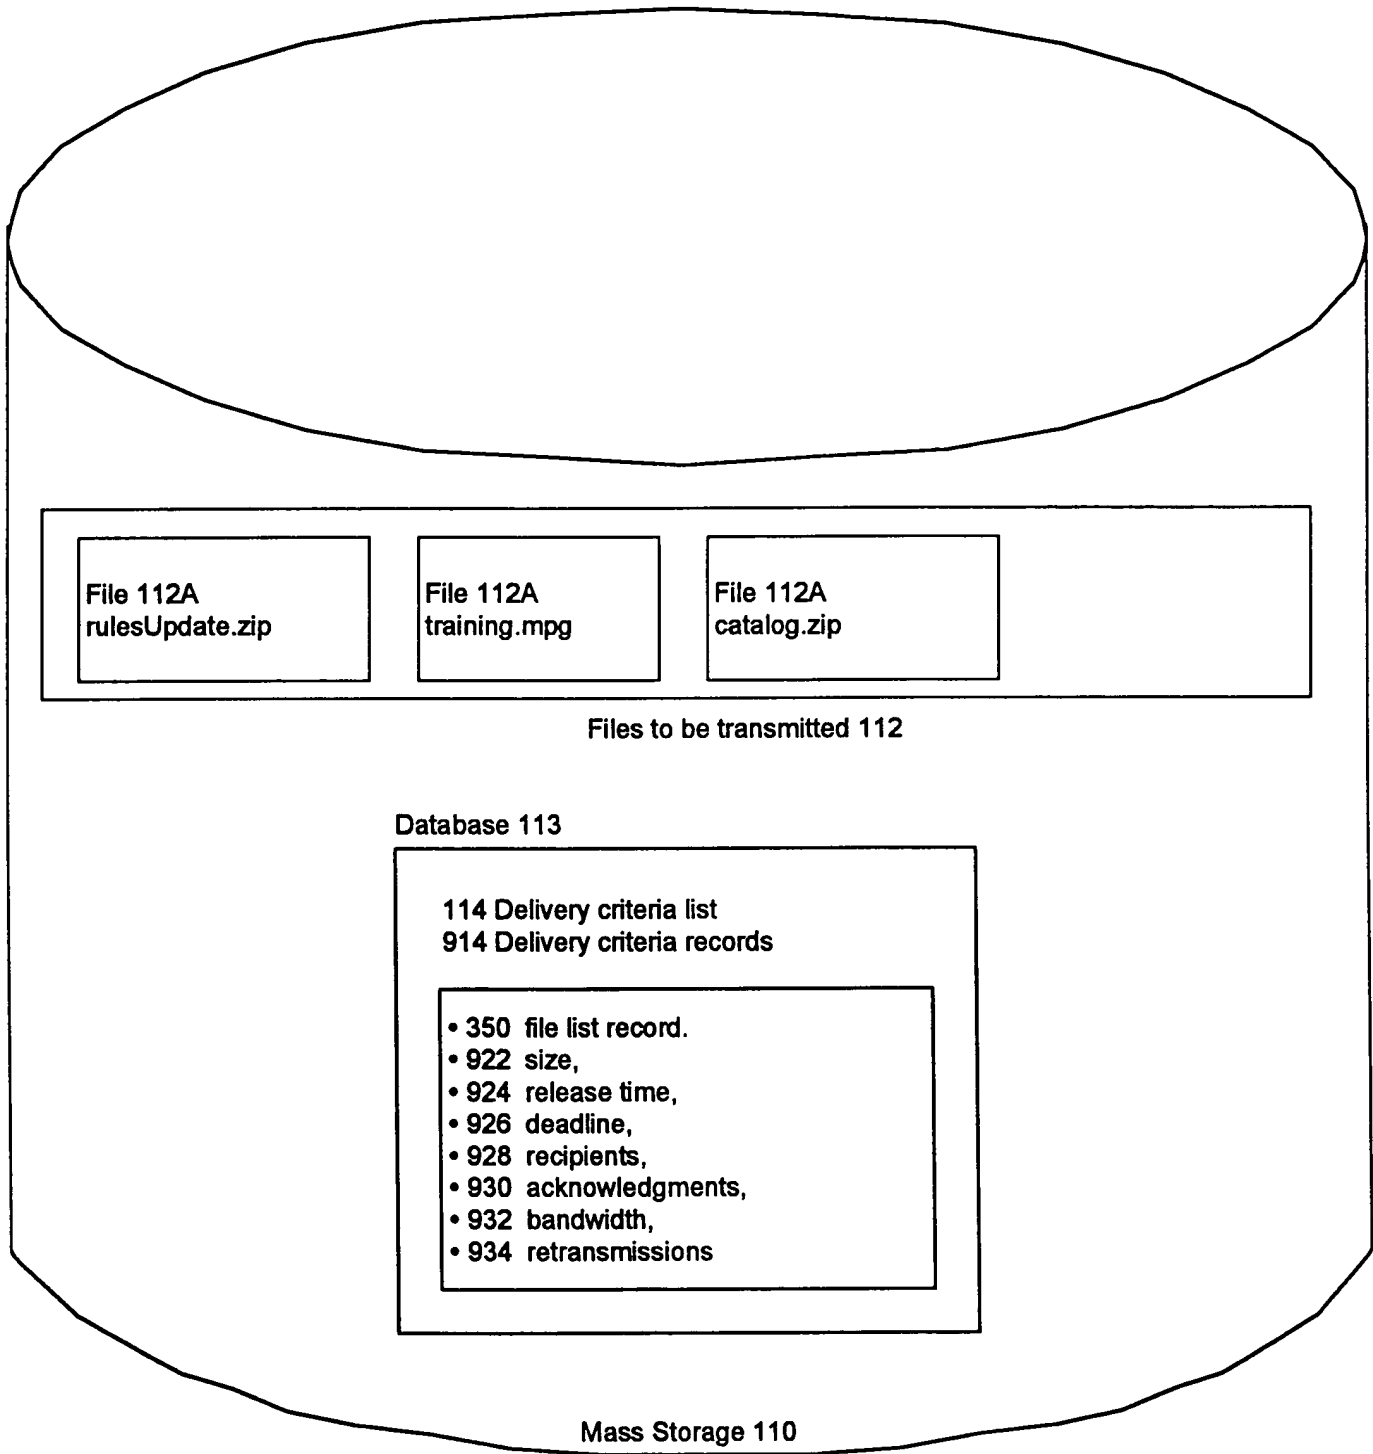 File 112A
rulesUpdate.zip
File 112A
training.mpg
File 112A
catalog.zip
Files to be transmitted 112
Database 113
114 Delivery criteria list
914 Delivery criteria records
• 350 file list record.
• 922 size,
• 924 release time,
• 926 deadline,
• 928 recipients,
• 930 acknowledgments,
• 932 bandwidth,
• 934 retransmissions
Mass Storage 110